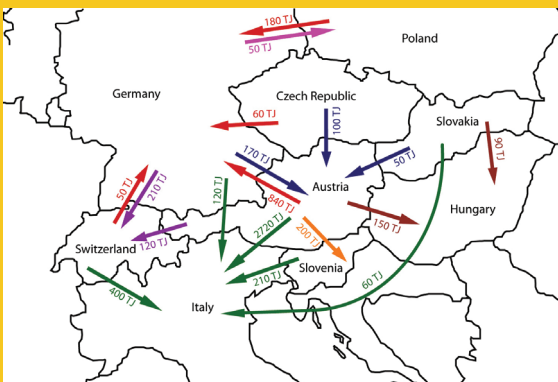 180 TJ
50 TJ
Poland
Germany
Czech Republic
60 TJ
100 TJ
Slovakia
90 TJ
170 TJ
50 TJ
50 TJ
210 TJ
120 TJ
840 TJ
Austria
Hungary
150 TJ
120 TJ
2720 TJ
200 TJ
Switzerland
Slovenia
210 TJ
400 TJ
60 TJ
Italy